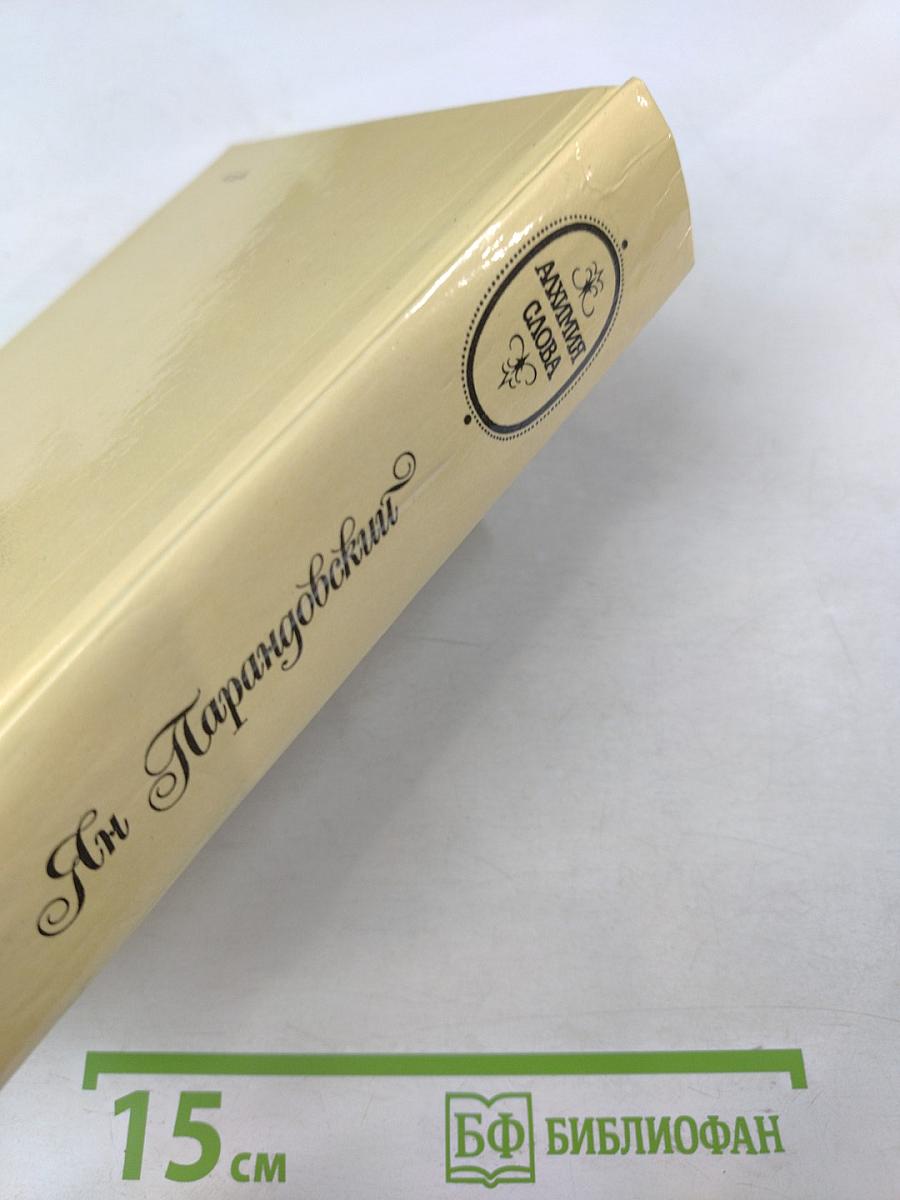 АЛХИМИЯ
СЛОВА
Ян Парандовский
15 см
БФ БИБЛИОФАН